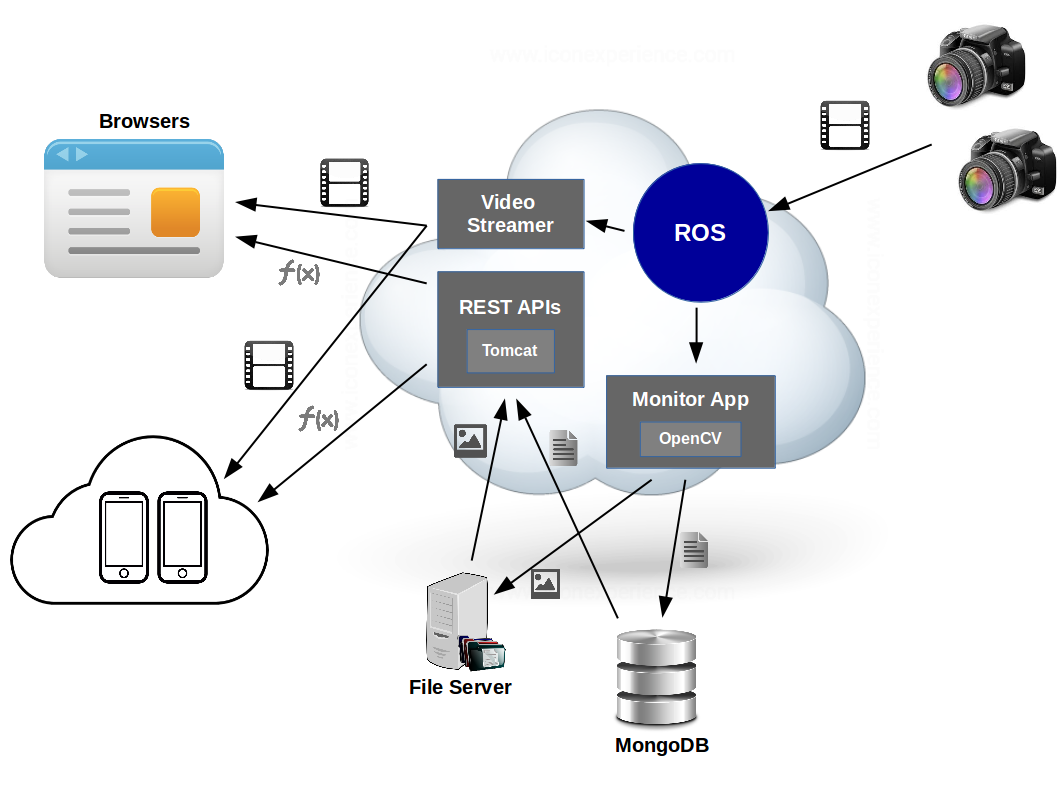 www.iconexperience.com
Browsers
Video
Streamer
ROS
f(x)
REST APIs
Tomcat
Monitor App
OpenCV
f(x)
File Server
MongoDB